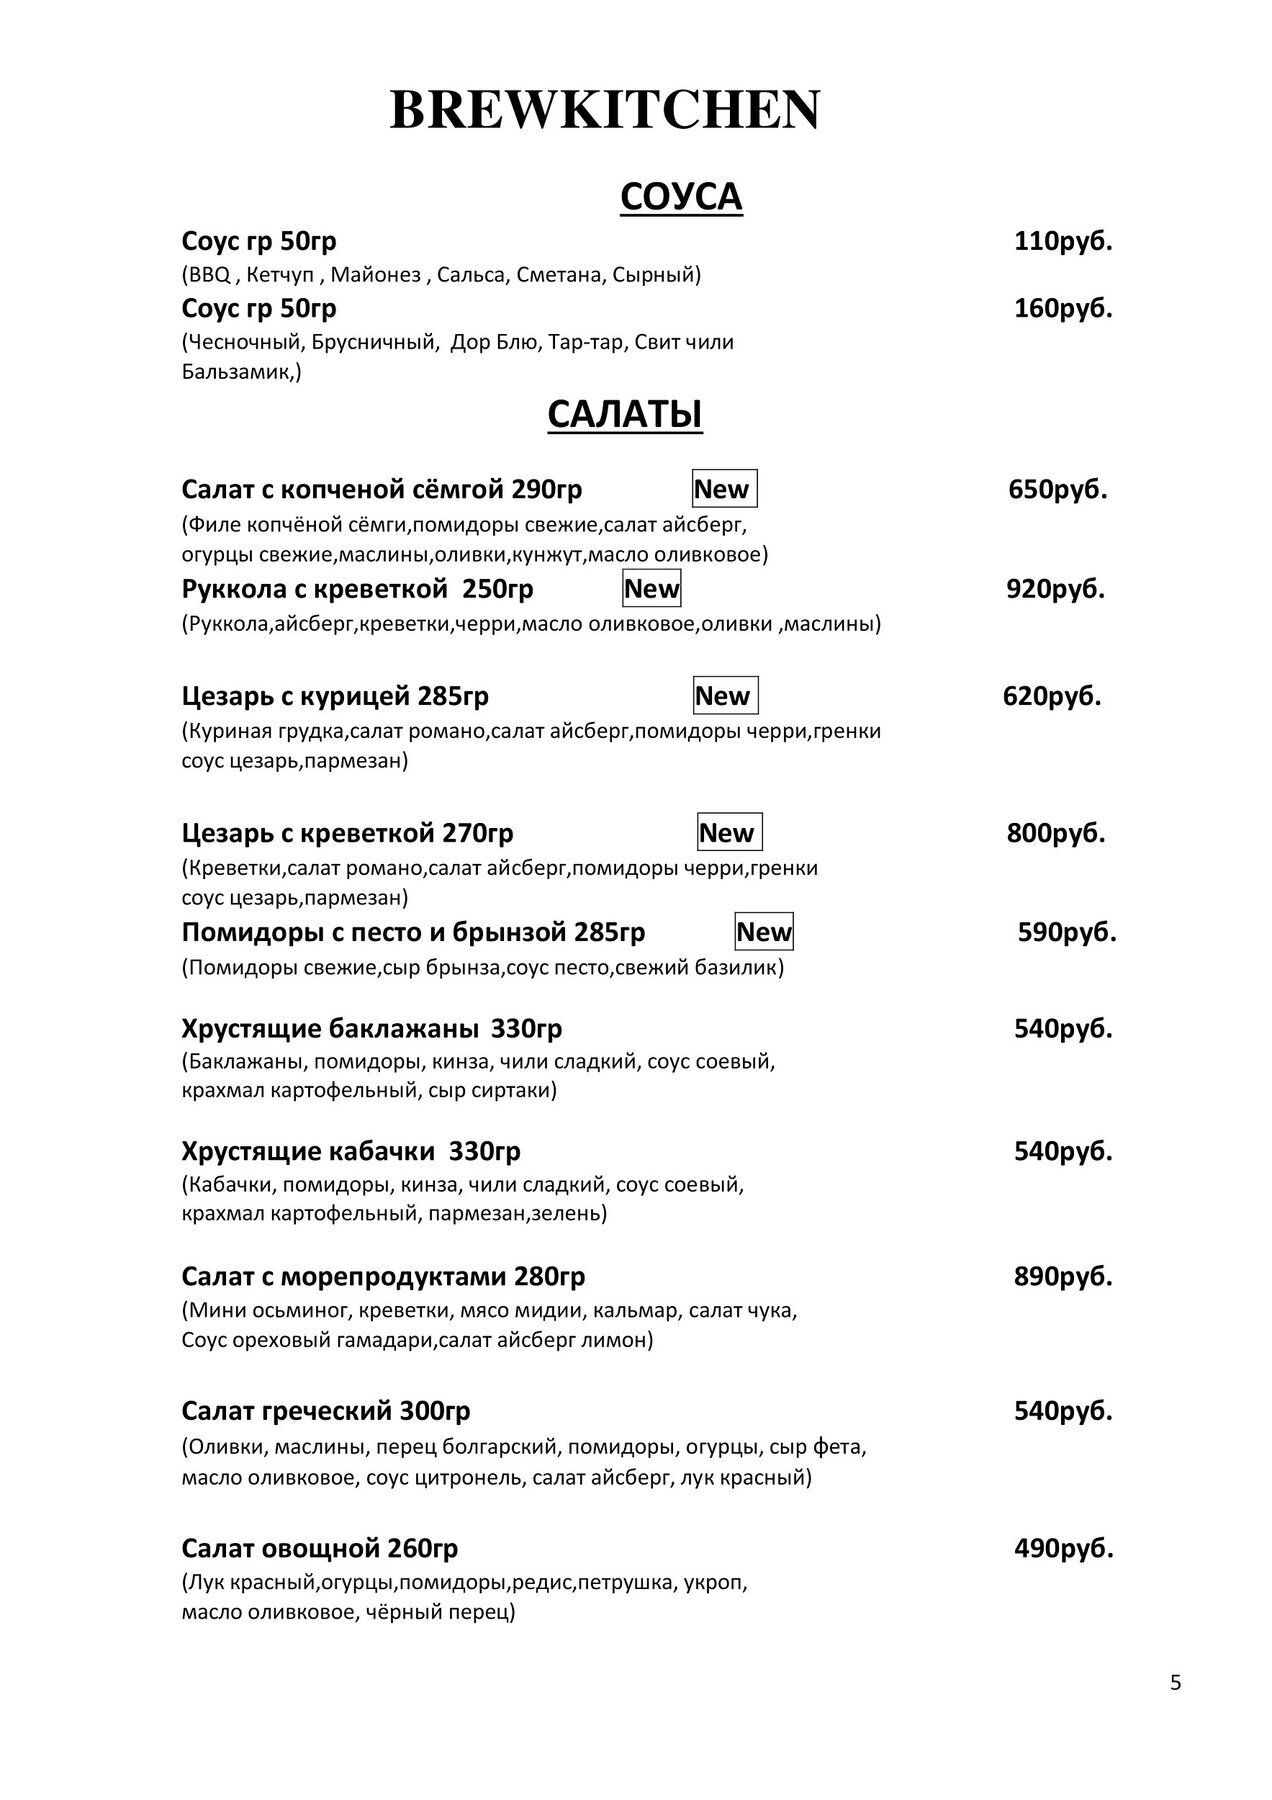 BREWKITCHEN
СОУСА
Соус гр 50гр 110руб.
(BBQ , Кетчуп , Майонез , Сальса, Сметана, Сырный)
Соус гр 50гр 160руб.
(Чесночный, Брусничный,  Дор Блю, Тар-тар, Свит чили
Бальзамик,)
САЛАТЫ
Салат с копченой сёмгой 290гр New 650руб.
(Филе копчёной сёмги,помидоры свежие,салат айсберг,
огурцы свежие,маслины,оливки,кунжут,масло оливковое)
Руккола с креветкой  250гр New 920руб.
(Руккола,айсберг,креветки,черри,масло оливковое,оливки ,маслины)
Цезарь с курицей 285гр New 620руб.
(Куриная грудка,салат романо,салат айсберг,помидоры черри,гренки
соус цезарь,пармезан)
Цезарь с креветкой 270гр New 800руб.
(Креветки,салат романо,салат айсберг,помидоры черри,гренки
соус цезарь,пармезан)
Помидоры с песто и брынзой 285гр New 590руб.
(Помидоры свежие,сыр брынза,соус песто,свежий базилик)
Хрустящие баклажаны  330гр 540руб.
(Баклажаны, помидоры, кинза, чили сладкий, соус соевый,
крахмал картофельный, сыр сиртаки)
Хрустящие кабачки  330гр 540руб.
(Кабачки, помидоры, кинза, чили сладкий, соус соевый,
крахмал картофельный, пармезан,зелень)
Салат с морепродуктами 280гр 890руб.
(Мини осьминог, креветки, мясо мидии, кальмар, салат чука,
Соус ореховый гамадари,салат айсберг лимон)
Салат греческий 300гр 540руб.
(Оливки, маслины, перец болгарский, помидоры, огурцы, сыр фета,
масло оливковое, соус цитронель, салат айсберг, лук красный)
Салат овощной 260гр 490руб.
(Лук красный,огурцы,помидоры,редис,петрушка, укроп,
масло оливковое, чёрный перец)
5